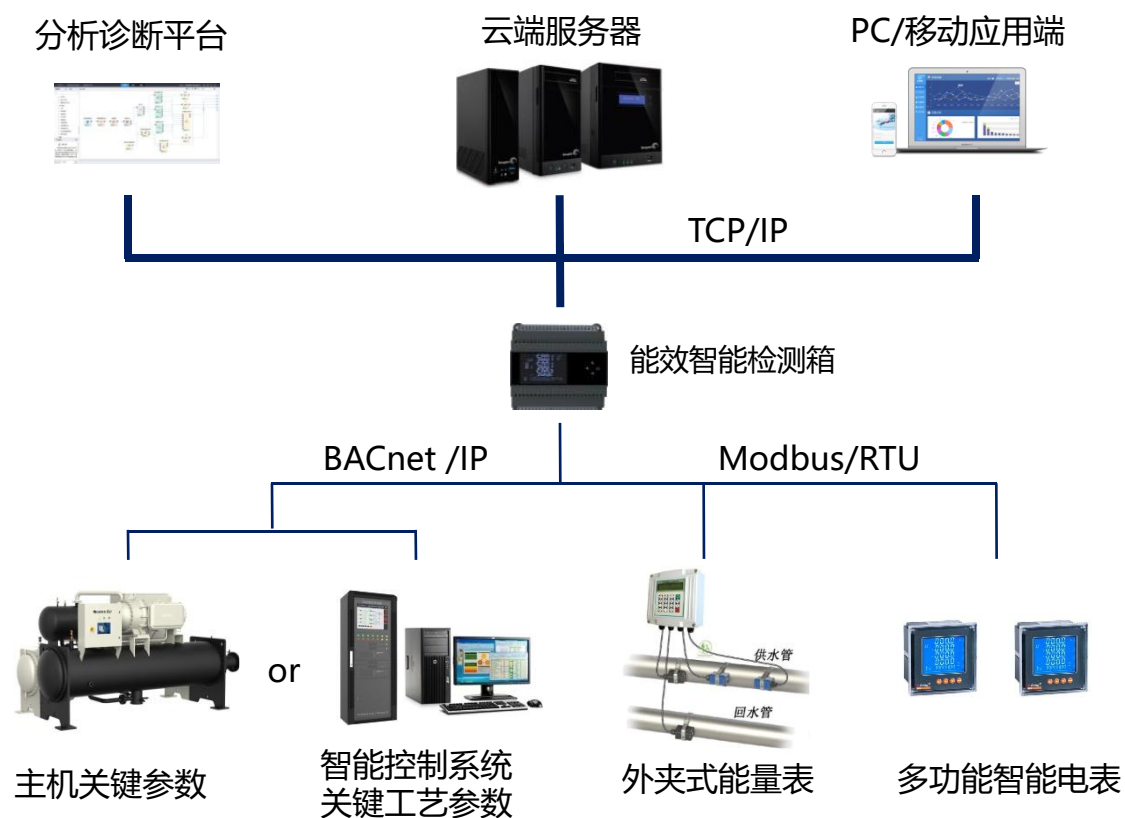 分析诊断平台
云端服务器
PC/移动应用端
TCP/IP
能效智能检测箱
BACnet /IP
Modbus/RTU
or
供水管
回水管
主机关键参数
智能控制系统
关键工艺参数
外夹式能量表
多功能智能电表